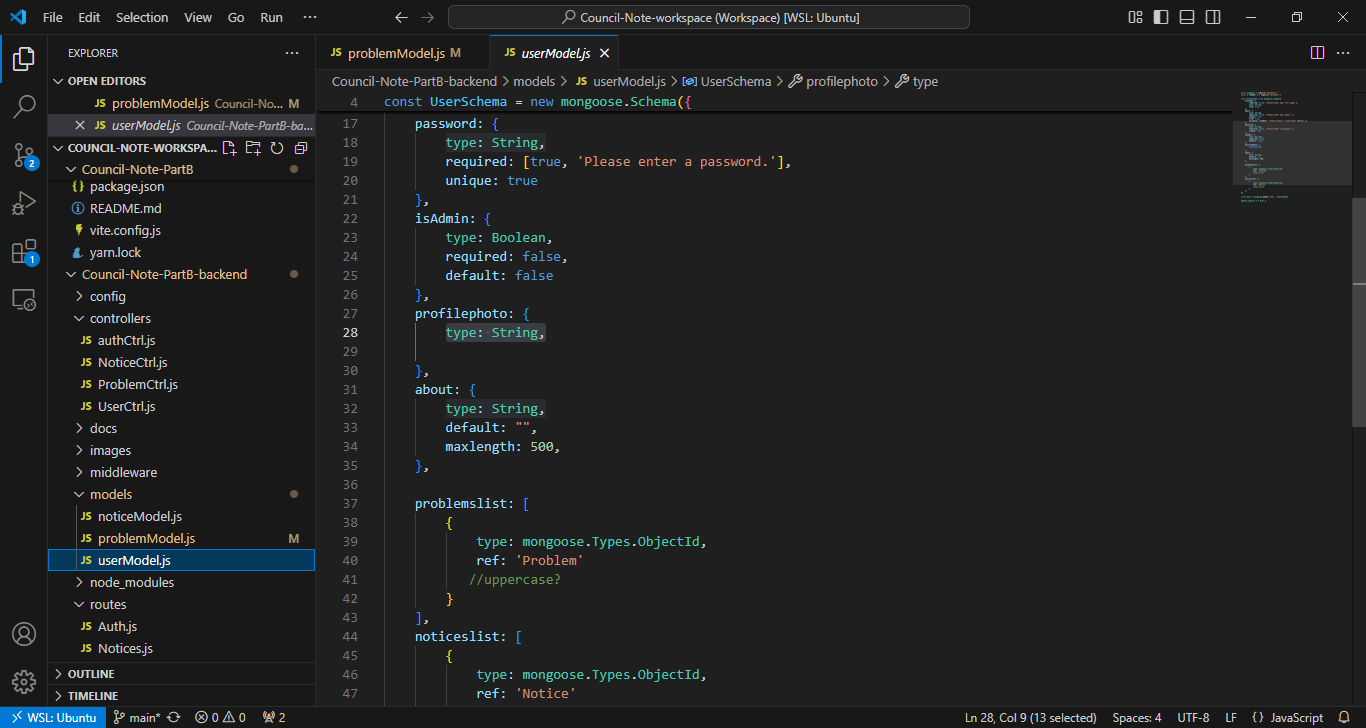 File Edit Selection View Go Run ··· Council-Note-workspace (Workspace) [WSL: Ubuntu]
EXPLORER ···
OPEN EDITORS
JS problemModel.js Council-No... M
JS userModel.js Council-Note-PartB-ba...
COUNCIL-NOTE-WORKSPA...
Council-Note-PartB
{} package.json
README.md
vite.config.js
yarn.lock
Council-Note-PartB-backend
config
controllers
JS authCtrl.js
JS NoticeCtrl.js
JS ProblemCtrl.js
JS UserCtrl.js
docs
images
middleware
models
JS noticeModel.js
JS problemModel.js M
JS userModel.js
node_modules
routes
JS Auth.js
JS Notices.js
OUTLINE
TIMELINE
2
1
JS problemModel.js M JS userModel.js
Council-Note-PartB-backend > models > JS userModel.js > UserSchema > profilephoto > type
4 const UserSchema = new mongoose.Schema({
17 password: {
18 type: String,
19 required: [true, 'Please enter a password.'],
20 unique: true
21 },
22 isAdmin: {
23 type: Boolean,
24 required: false,
25 default: false
26 },
27 profilephoto: {
28 type: String,
29
30 },
31 about: {
32 type: String,
33 default: "",
34 maxlength: 500,
35 },
36
37 problemslist: [
38 {
39 type: mongoose.Types.ObjectId,
40 ref: 'Problem'
41 //uppercase?
42 }
43 ],
44 noticeslist: [
45 {
46 type: mongoose.Types.ObjectId,
47 ref: 'Notice'
WSL: Ubuntu main* 0 0 2 Ln 28, Col 9 (13 selected) Spaces: 4 UTF-8 LF {} JavaScript